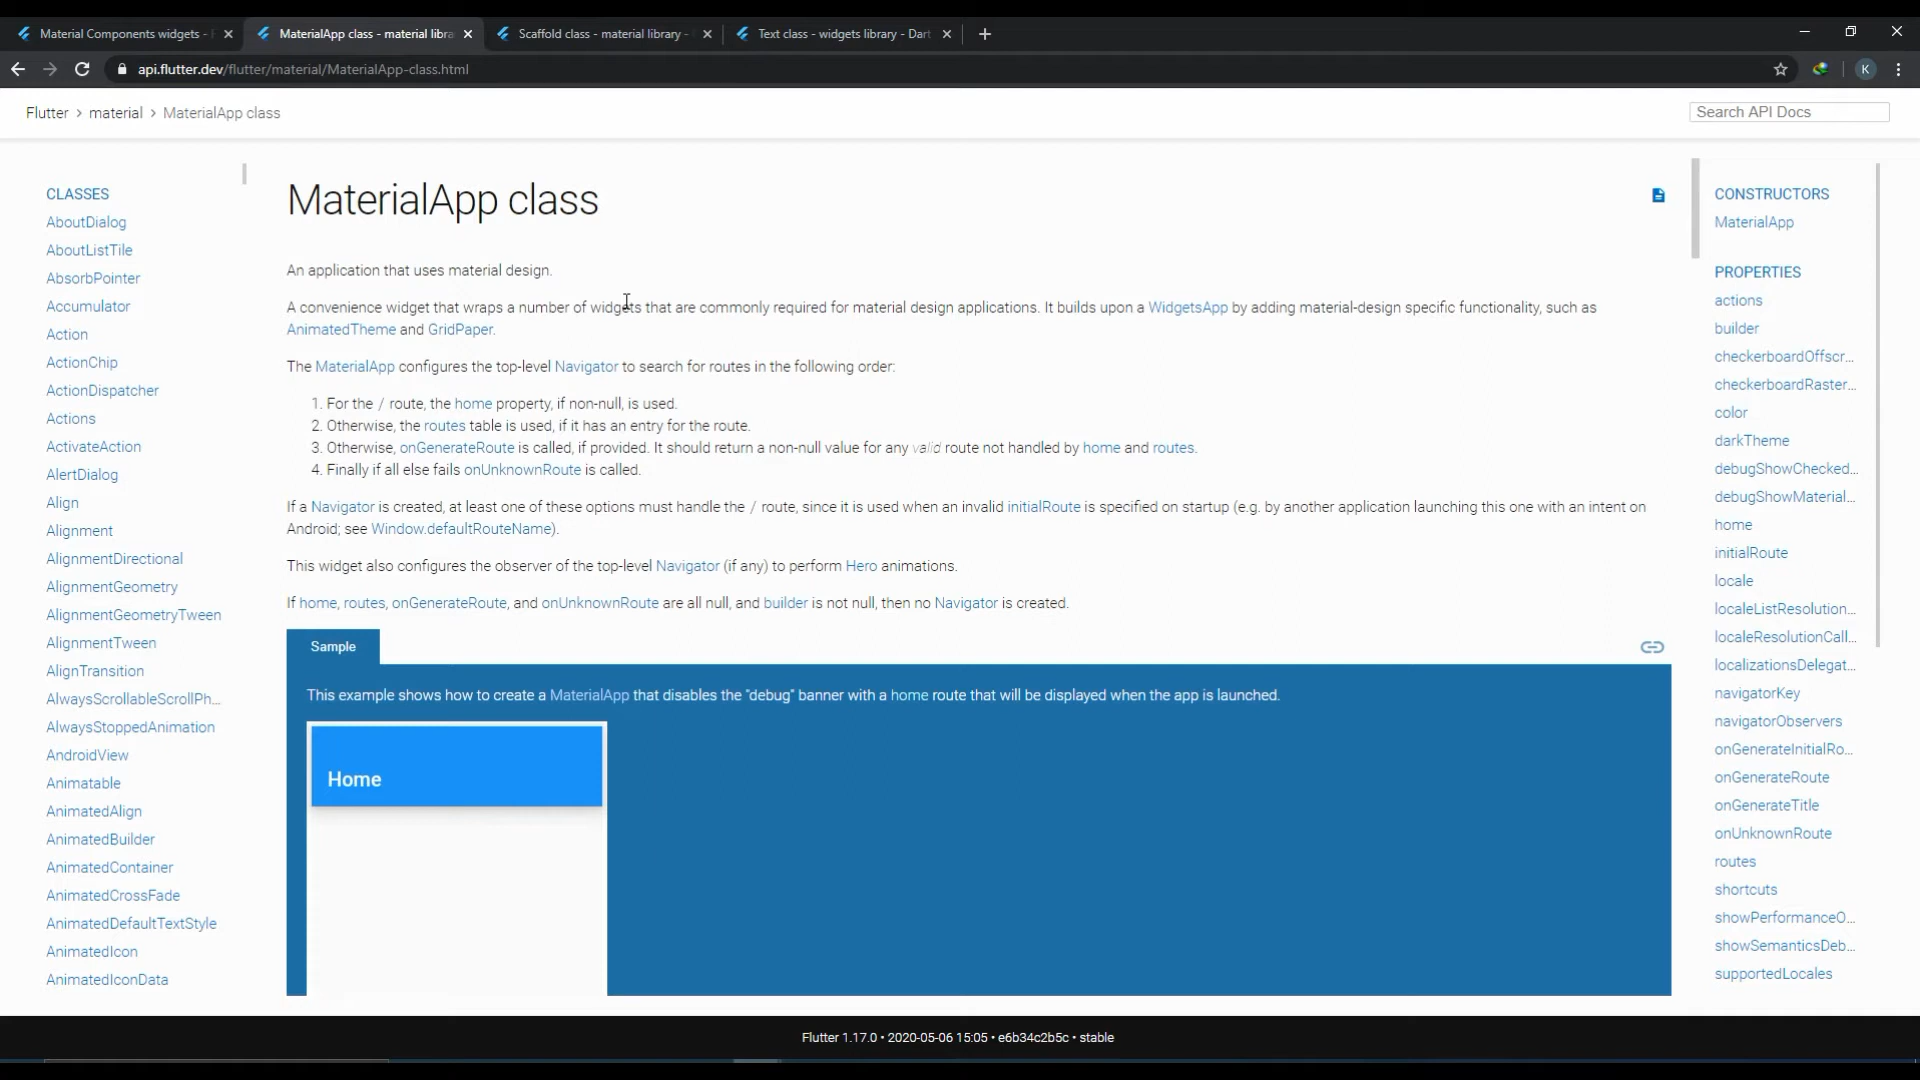 Material Components widgets -
MaterialApp class - material libra
Scaffold class - material library -
Text class - widgets library - Dart
api.flutter.dev/flutter/material/MaterialApp-class.html
K
Flutter > material > MaterialApp class
Search API Docs
CLASSES
AboutDialog
AboutListTile
AbsorbPointer
Accumulator
Action
ActionChip
ActionDispatcher
Actions
ActivateAction
AlertDialog
Align
Alignment
AlignmentDirectional
AlignmentGeometry
AlignmentGeometryTween
AlignmentTween
AlignTransition
AlwaysScrollableScrollPh...
AlwaysStoppedAnimation
AndroidView
Animatable
AnimatedAlign
AnimatedBuilder
AnimatedContainer
AnimatedCrossFade
AnimatedDefaultTextStyle
AnimatedIcon
AnimatedIconData
MaterialApp class
An application that uses material design.
A convenience widget that wraps a number of widgets that are commonly required for material design applications. It builds upon a WidgetsApp by adding material-design specific functionality, such as
AnimatedTheme and GridPaper.
The MaterialApp configures the top-level Navigator to search for routes in the following order:
1. For the / route, the home property, if non-null, is used.
2. Otherwise, the routes table is used, if it has an entry for the route.
3. Otherwise, onGenerateRoute is called, if provided. It should return a non-null value for any valid route not handled by home and routes.
4. Finally if all else fails onUnknownRoute is called.
If a Navigator is created, at least one of these options must handle the / route, since it is used when an invalid initialRoute is specified on startup (e.g. by another application launching this one with an intent on
Android; see Window.defaultRouteName).
This widget also configures the observer of the top-level Navigator (if any) to perform Hero animations.
If home, routes, onGenerateRoute, and onUnknownRoute are all null, and builder is not null, then no Navigator is created.
Sample
This example shows how to create a MaterialApp that disables the "debug" banner with a home route that will be displayed when the app is launched.
Home
CONSTRUCTORS
MaterialApp
PROPERTIES
actions
builder
checkerboardOffscr...
checkerboardRaster...
color
darkTheme
debugShowChecked...
debugShowMaterial...
home
initialRoute
locale
localeListResolution...
localeResolutionCall...
localizationsDelegat...
navigatorKey
navigatorObservers
onGenerateInitialRo...
onGenerateRoute
onGenerateTitle
onUnknownRoute
routes
shortcuts
showPerformanceO...
showSemanticsDeb...
supportedLocales
Flutter 1.17.0 • 2020-05-06 15:05 • e6b34c2b5c • stable